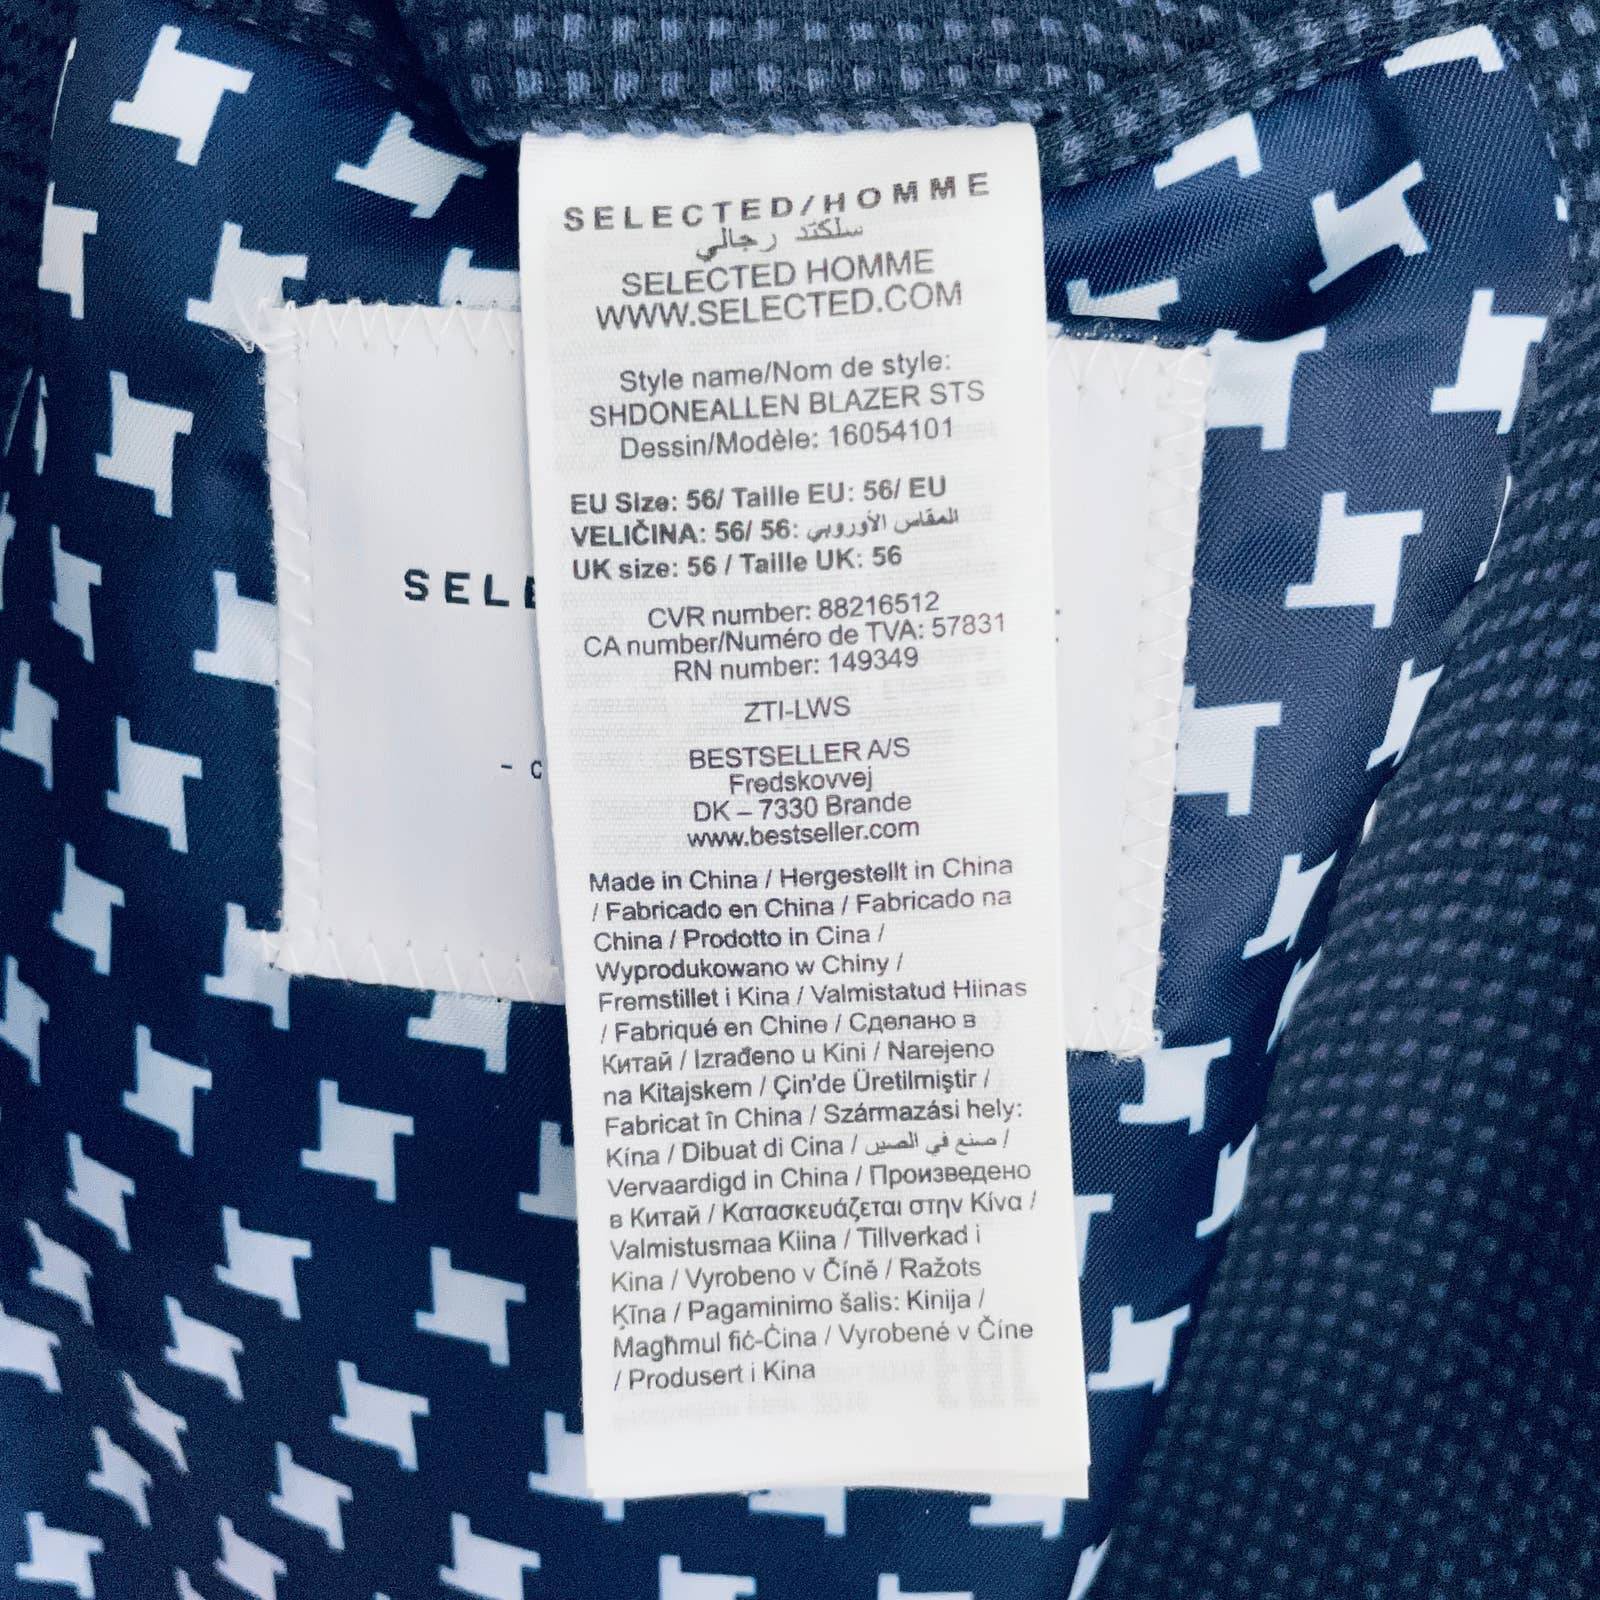 SELECTED/HOMME
سلكتد رجالي
SELECTED HOMME
WWW.SELECTED.COM
Style name/Nom de style:
SHDONEALLEN BLAZER STS
Dessin/Modèle: 16054101
EU Size: 56/ Taille EU: 56/ EU
VELIČINA: 56/ 56: المقاس الأوروبي
UK size: 56 / Taille UK: 56
CVR number: 88216512
CA number/Numéro de TVA: 57831
RN number: 149349
ZTI-LWS
BESTSELLER A/S
Fredskovvej
DK – 7330 Brande
www.bestseller.com
Made in China / Hergestellt in China
/ Fabricado en China / Fabricado na
China / Prodotto in Cina /
Wyprodukowano w Chiny /
Fremstillet i Kina / Valmistatud Hiinas
/ Fabriqué en Chine / Сделано в
Китай / Izrađeno u Kini / Narejeno
na Kitajskem / Çin'de Üretilmiştir /
Fabricat în China / Származási hely:
Kína / Dibuat di Cina / صنع في الصين /
Vervaardigd in China / Произведено
в Китай / Κατασκευάζεται στην Κίνα /
Valmistusmaa Kiina / Tillverkad i
Kina / Vyrobeno v Číně / Ražots
Ķīna / Pagaminimo šalis: Kinija /
Magħmul fiċ-Ċina / Vyrobené v Číne
/ Produsert i Kina
SELE
- C